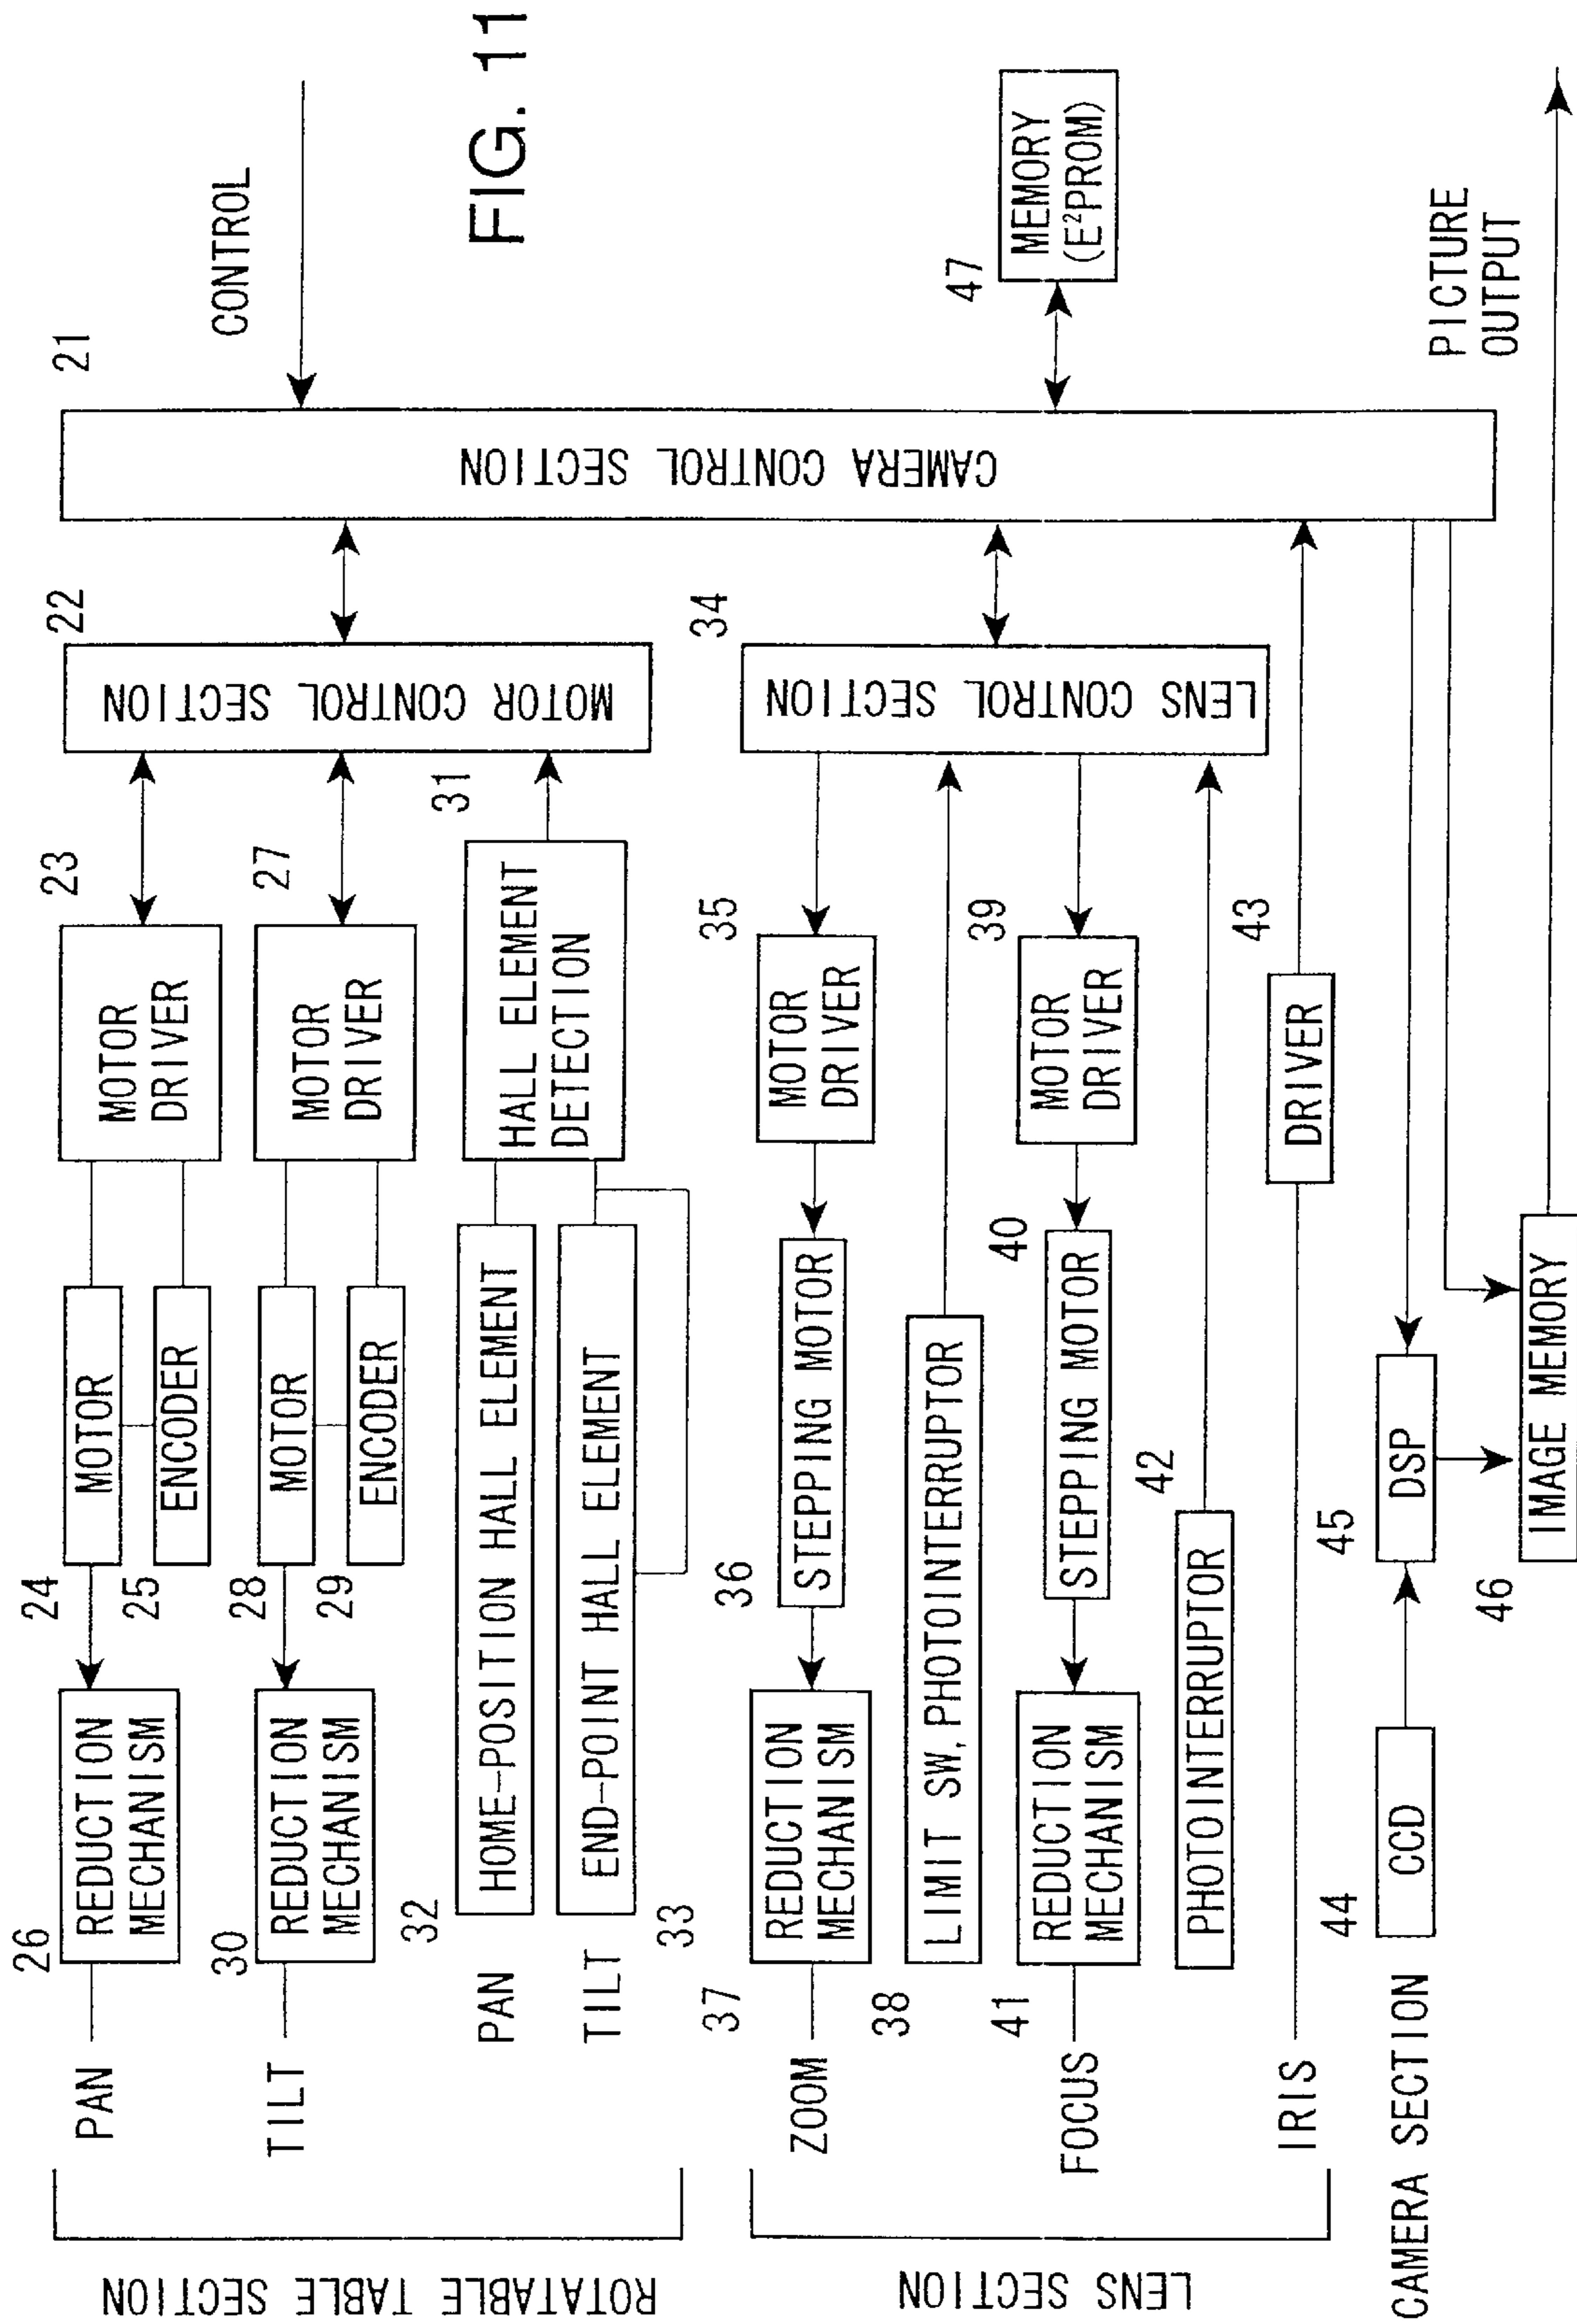 FIG. 11
CONTROL
21
CAMERA CONTROL SECTION
47
MEMORY
(E²PROM)
PICTURE
OUTPUT
ROTATABLE TABLE SECTION
PAN
26
REDUCTION
MECHANISM
24
MOTOR
25
ENCODER
23
MOTOR
DRIVER
22
MOTOR CONTROL SECTION
TILT
30
REDUCTION
MECHANISM
28
MOTOR
29
ENCODER
27
MOTOR
DRIVER
PAN
32
HOME-POSITION HALL ELEMENT
TILT
33
END-POINT HALL ELEMENT
31
HALL ELEMENT
DETECTION
LENS SECTION
ZOOM
37
REDUCTION
MECHANISM
36
STEPPING MOTOR
35
MOTOR
DRIVER
34
LENS CONTROL SECTION
38
LIMIT SW, PHOTOINTERRUPTOR
FOCUS
41
REDUCTION
MECHANISM
40
STEPPING MOTOR
39
MOTOR
DRIVER
42
PHOTOINTERRUPTOR
IRIS
43
DRIVER
CAMERA SECTION
44
CCD
45
DSP
46
IMAGE MEMORY